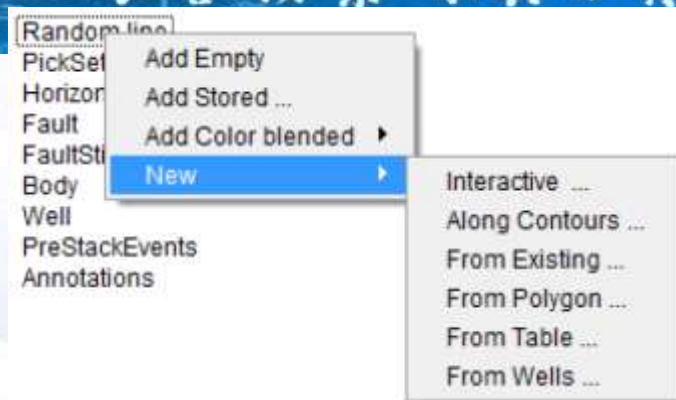 Random line
PickSet
Horizon
Fault
FaultSti
Body
Well
PreStackEvents
Annotations
Add Empty
Add Stored ...
Add Color blended
New
Interactive ...
Along Contours ...
From Existing ...
From Polygon ...
From Table ...
From Wells ...